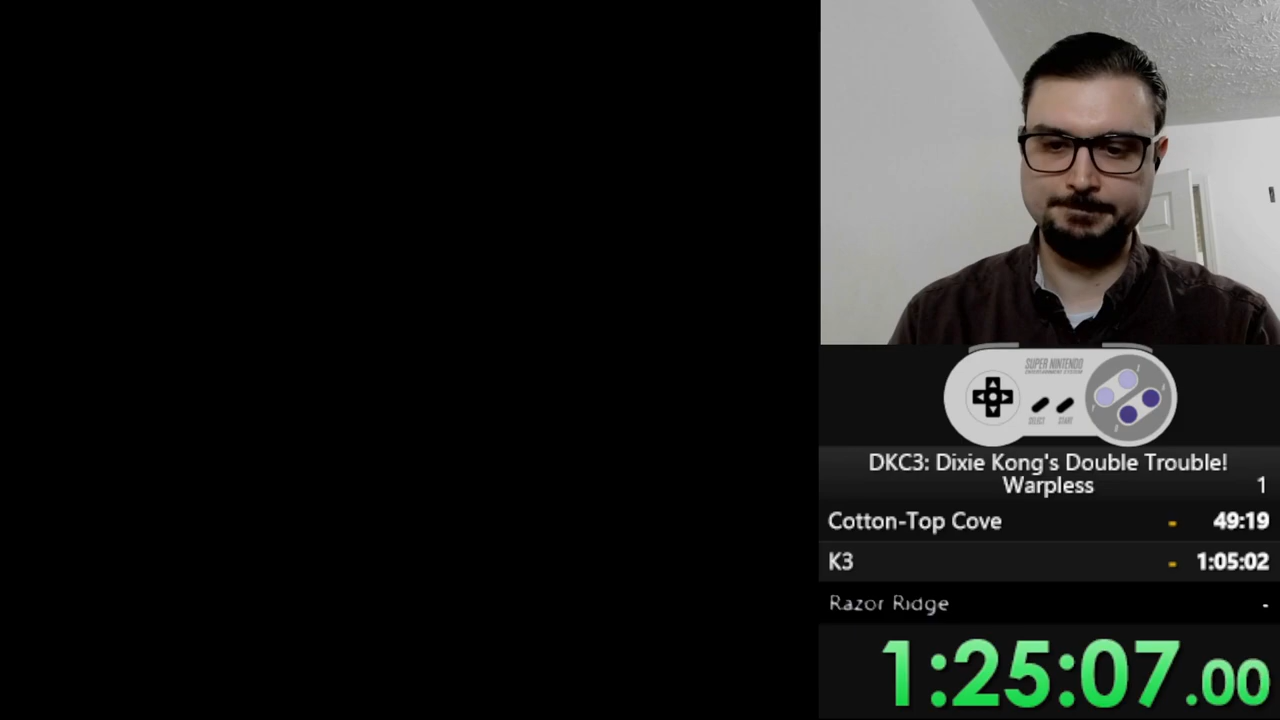 SUPER NINTENDO
ENTERTAINMENT SYSTEM
SELECT
START
DKC3: Dixie Kong's Double Trouble!
Warpless 1
Cotton-Top Cove - 49:19
K3 - 1:05:02
Razor Ridge -
1:25:07.00